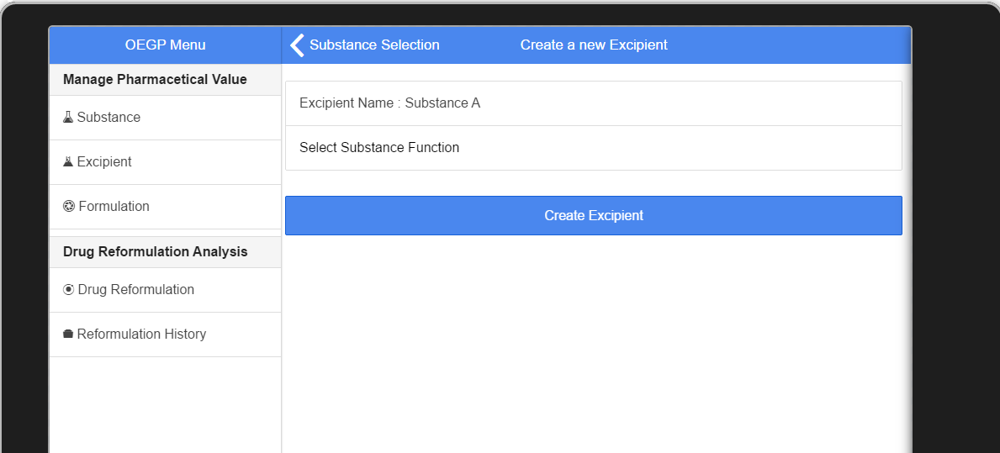 OEGP Menu
Substance Selection
Create a new Excipient
Manage Pharmacetical Value
Substance
Excipient
Formulation
Drug Reformulation Analysis
Drug Reformulation
Reformulation History
Excipient Name : Substance A
Select Substance Function
Create Excipient